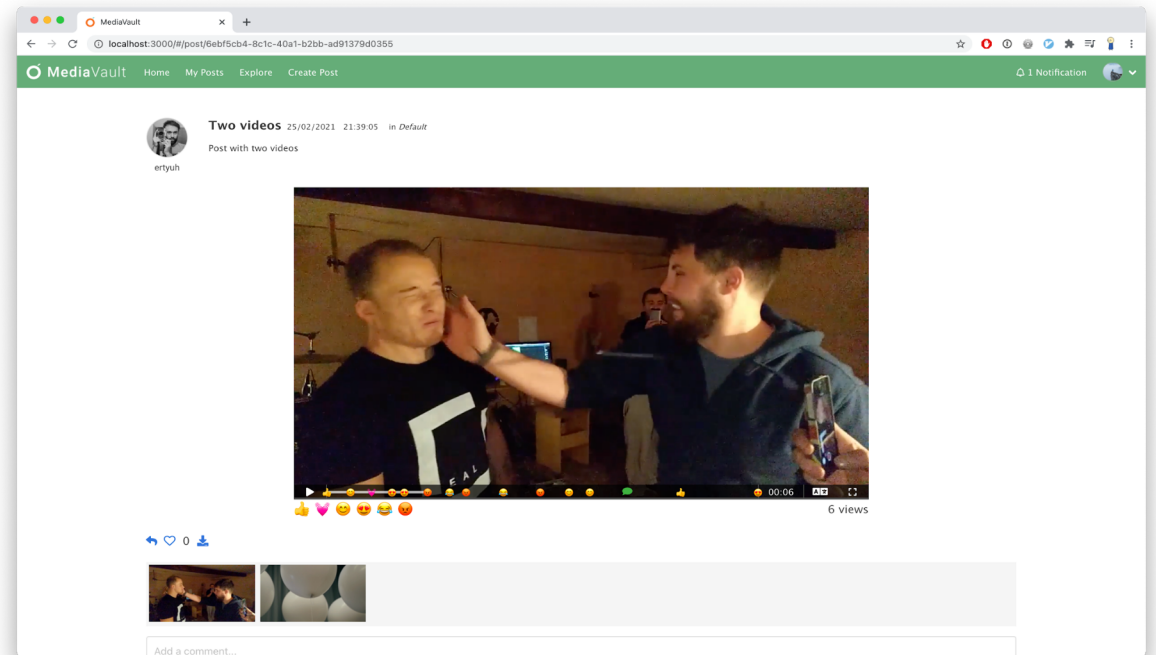 MediaVault
localhost:3000/#/post/6ebf5cb4-8c1c-40a1-b2bb-ad91379d0355
MediaVault Home My Posts Explore Create Post 1 Notification
Two videos 25/02/2021 21:39:05 in Default
Post with two videos
ertyuh
EAL
00:06
6 views
0
Add a comment...